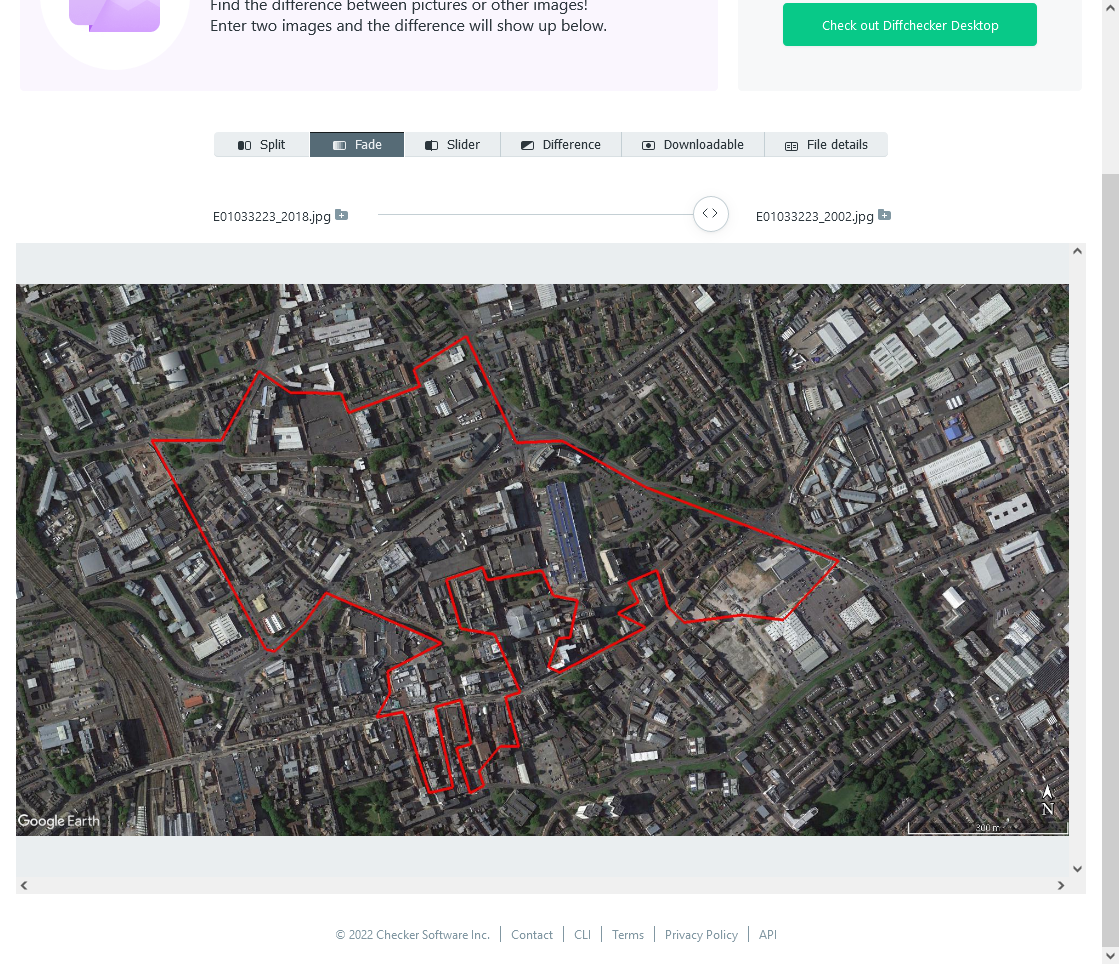 Find the difference between pictures or other images!
Enter two images and the difference will show up below.
Check out Diffchecker Desktop
Split
Fade
Slider
Difference
Downloadable
File details
E01033223_2018.jpg
E01033223_2002.jpg
Google Earth
N
300 m
© 2022 Checker Software Inc.
Contact
CLI
Terms
Privacy Policy
API